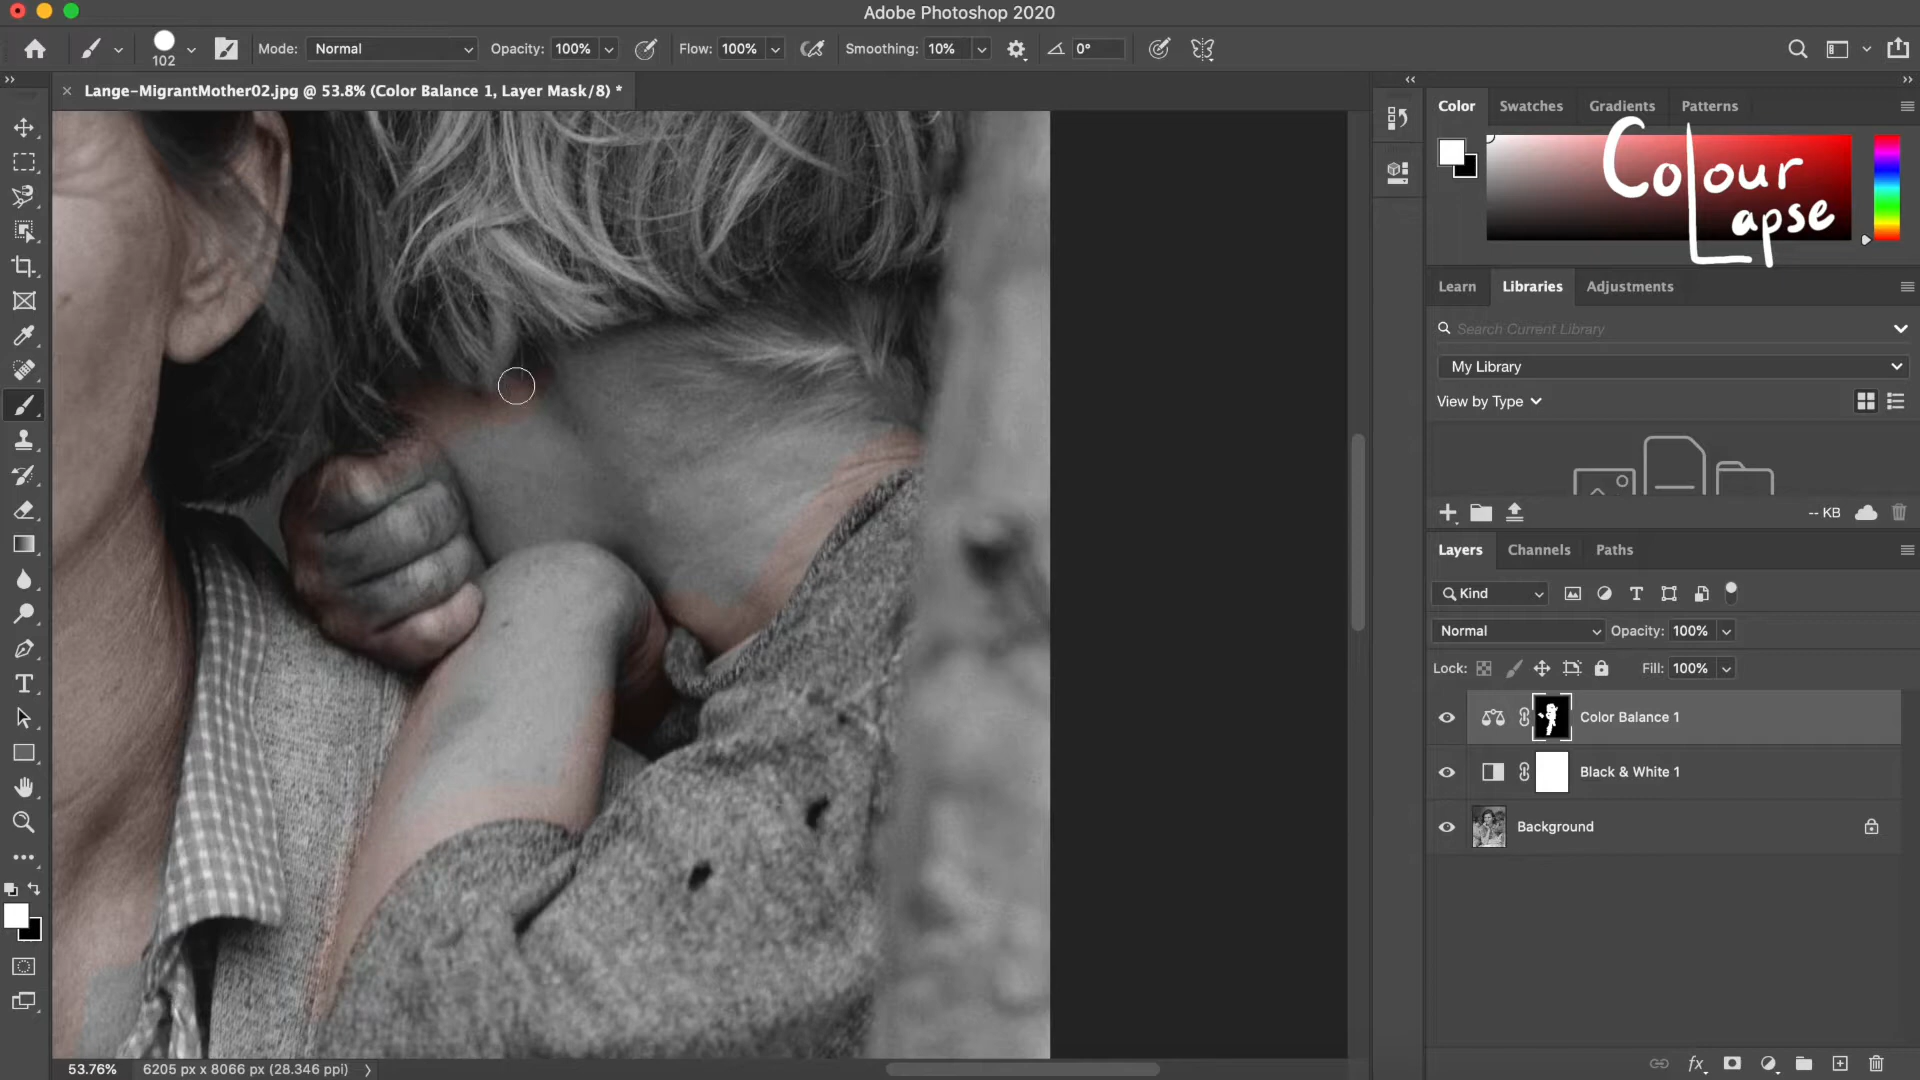 Adobe Photoshop 2020
102
Mode: Normal
Opacity: 100%
Flow: 100%
Smoothing: 10%
0°
Lange-MigrantMother02.jpg @ 53.8% (Color Balance 1, Layer Mask/8) *
Color Swatches Gradients Patterns
Colour
Lapse
Learn Libraries Adjustments
Search Current Library
My Library
View by Type
-- KB
Layers Channels Paths
Kind
Normal
Opacity: 100%
Lock:
Fill: 100%
Color Balance 1
Black & White 1
Background
53.76%
6205 px x 8066 px (28.346 ppi)